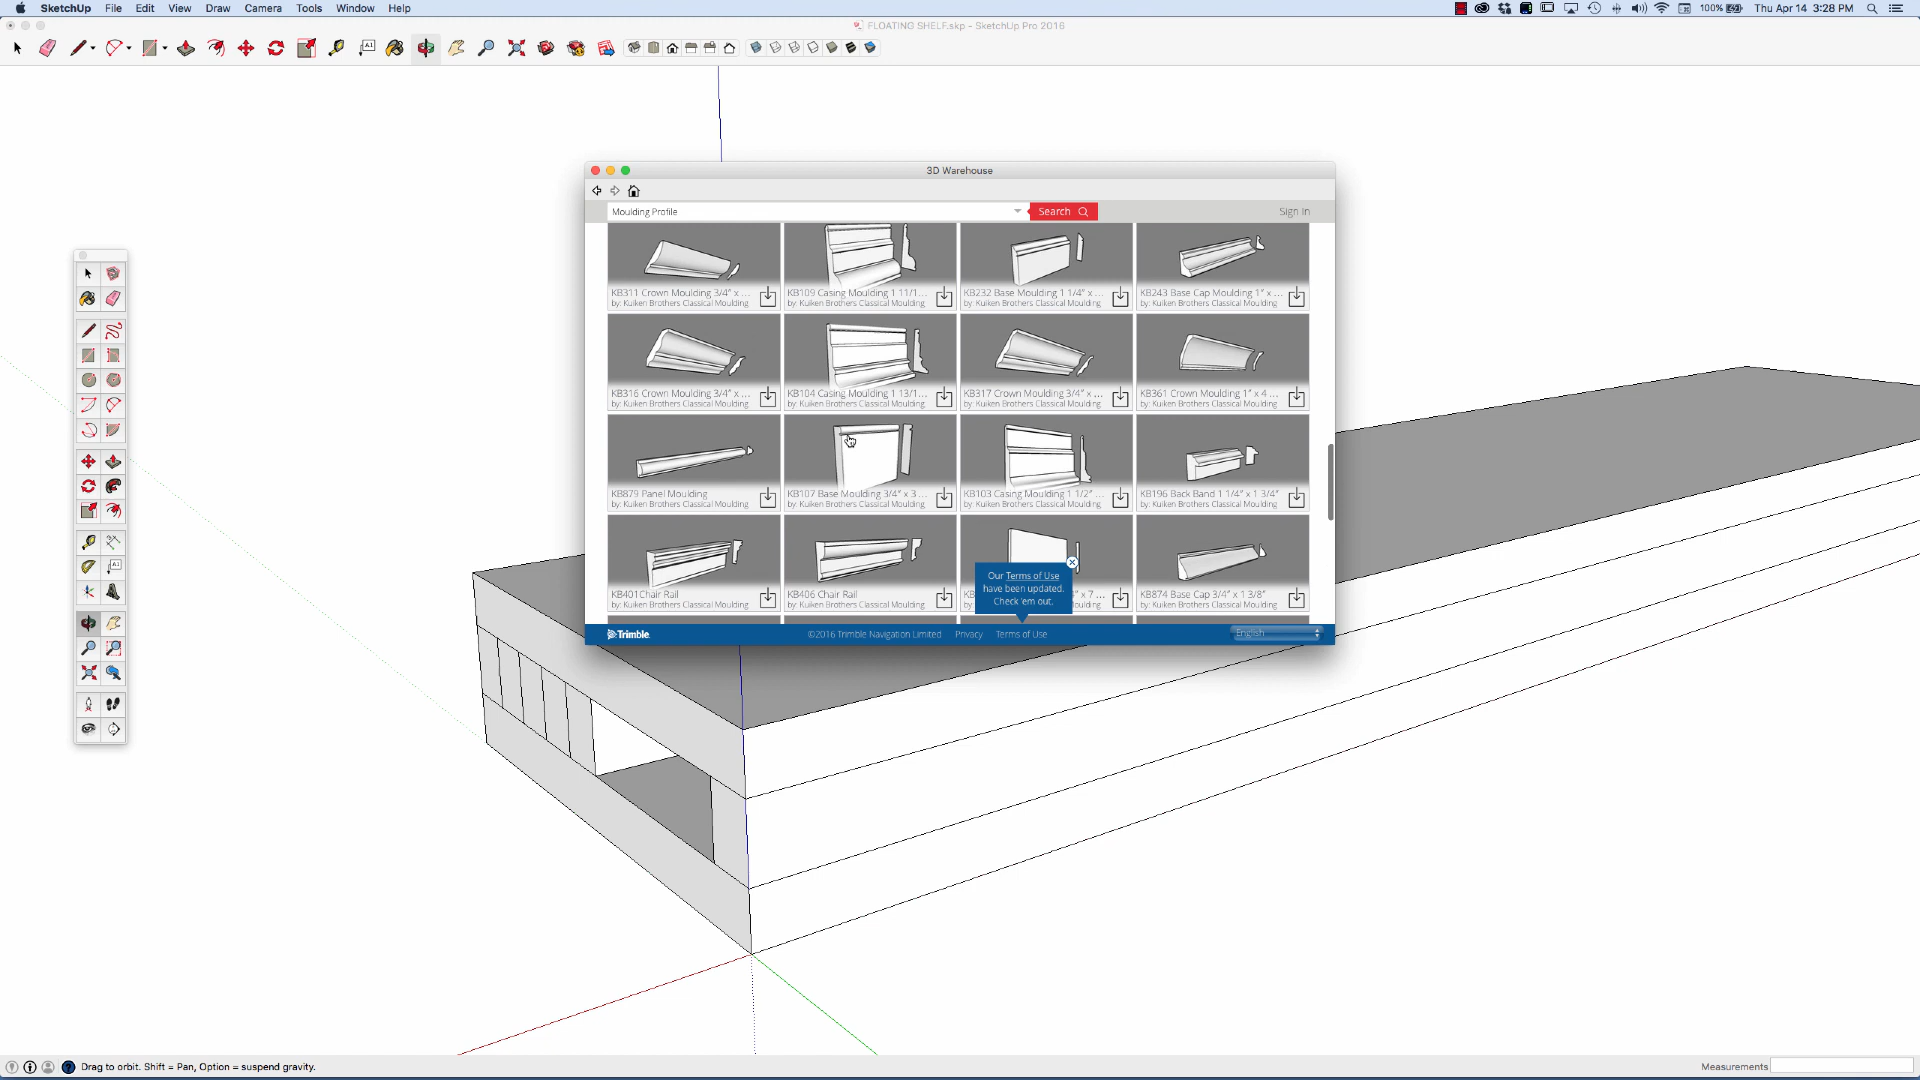 SketchUp File Edit View Draw Camera Tools Window Help
100% Thu Apr 14 3:28 PM
FLOATING SHELF.skp - SketchUp Pro 2016
3D Warehouse
Moulding Profile Search Sign In
KB311 Crown Moulding 3/4" x ... KB109 Casing Moulding 1 11/1... KB232 Base Moulding 1 1/4" x ... KB243 Base Cap Moulding 1" x ...
by: Kuiken Brothers Classical Moulding by: Kuiken Brothers Classical Moulding by: Kuiken Brothers Classical Moulding by: Kuiken Brothers Classical Moulding
KB316 Crown Moulding 3/4" x ... KB104 Casing Moulding 1 13/1... KB317 Crown Moulding 3/4" x ... KB361 Crown Moulding 1" x 4 ...
by: Kuiken Brothers Classical Moulding by: Kuiken Brothers Classical Moulding by: Kuiken Brothers Classical Moulding by: Kuiken Brothers Classical Moulding
KB879 Panel Moulding KB107 Base Moulding 3/4" x 3 ... KB103 Casing Moulding 1 1/2" ... KB196 Back Band 1 1/4" x 1 3/4"
by: Kuiken Brothers Classical Moulding by: Kuiken Brothers Classical Moulding by: Kuiken Brothers Classical Moulding by: Kuiken Brothers Classical Moulding
Our Terms of Use
have been updated.
Check 'em out.
KB401Chair Rail KB406 Chair Rail x 7 ... KB874 Base Cap 3/4" x 1 3/8"
by: Kuiken Brothers Classical Moulding by: Kuiken Brothers Classical Moulding by: Kuiken Brothers Classical Moulding
Trimble. ©2016 Trimble Navigation Limited Privacy Terms of Use English
Drag to orbit. Shift = Pan, Option = suspend gravity. Measurements